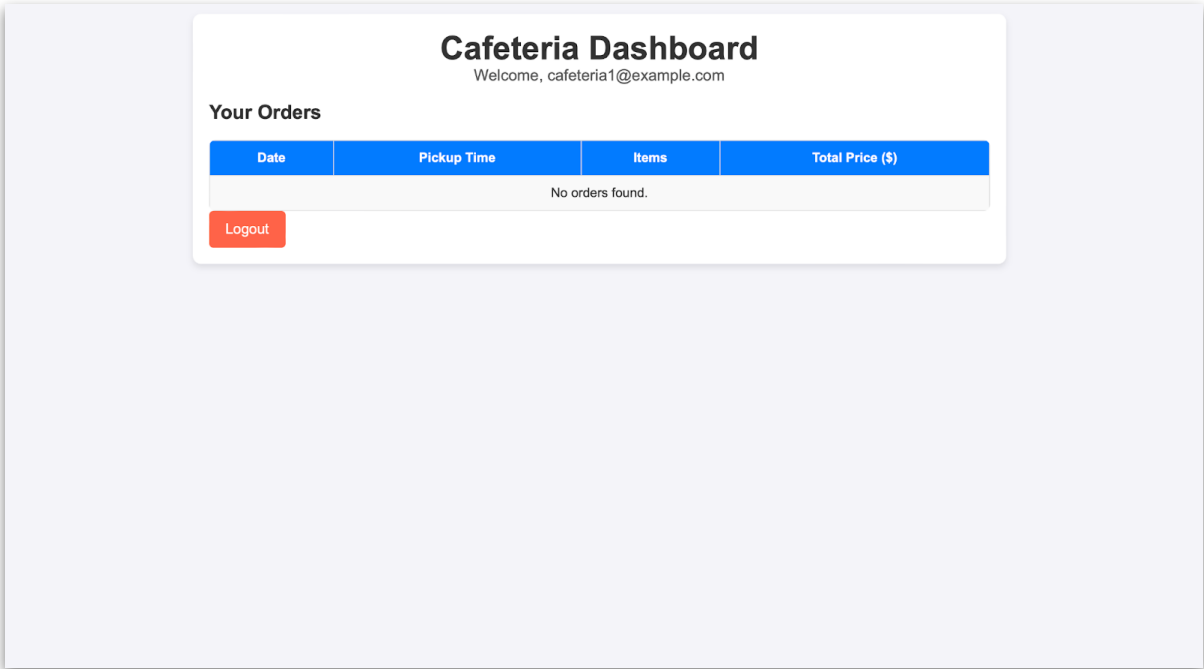 Cafeteria Dashboard
Welcome, cafeteria1@example.com
Your Orders
Date Pickup Time Items Total Price ($)
No orders found.
Logout